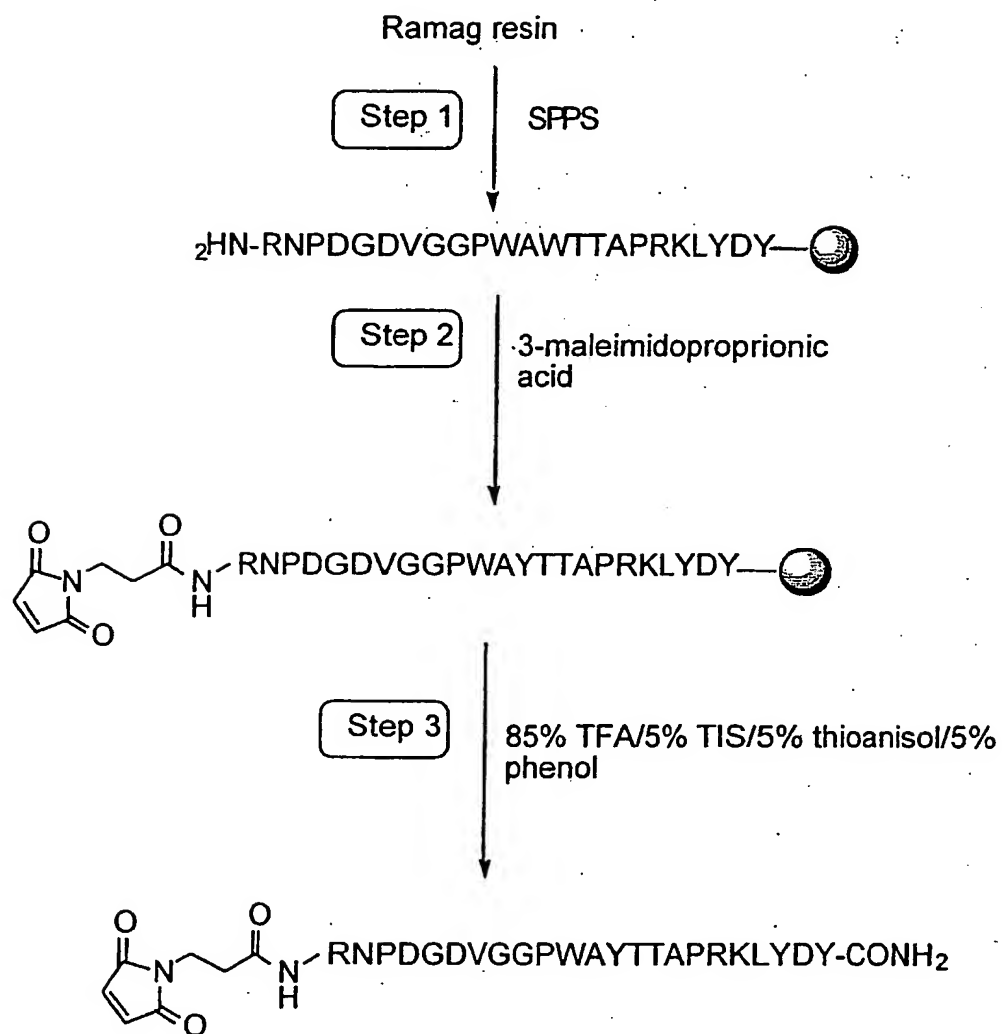 Ramag resin
Step 1
SPPS
₂HN-RNPDGDVGGPWAWTTAPRKLYDY
Step 2
3-maleimidoproprionic
acid
O
O
N
O
N
H
RNPDGDVGGPWAYTTAPRKLYDY
Step 3
85% TFA/5% TIS/5% thioanisol/5%
phenol
O
O
N
O
N
H
RNPDGDVGGPWAYTTAPRKLYDY-CONH₂